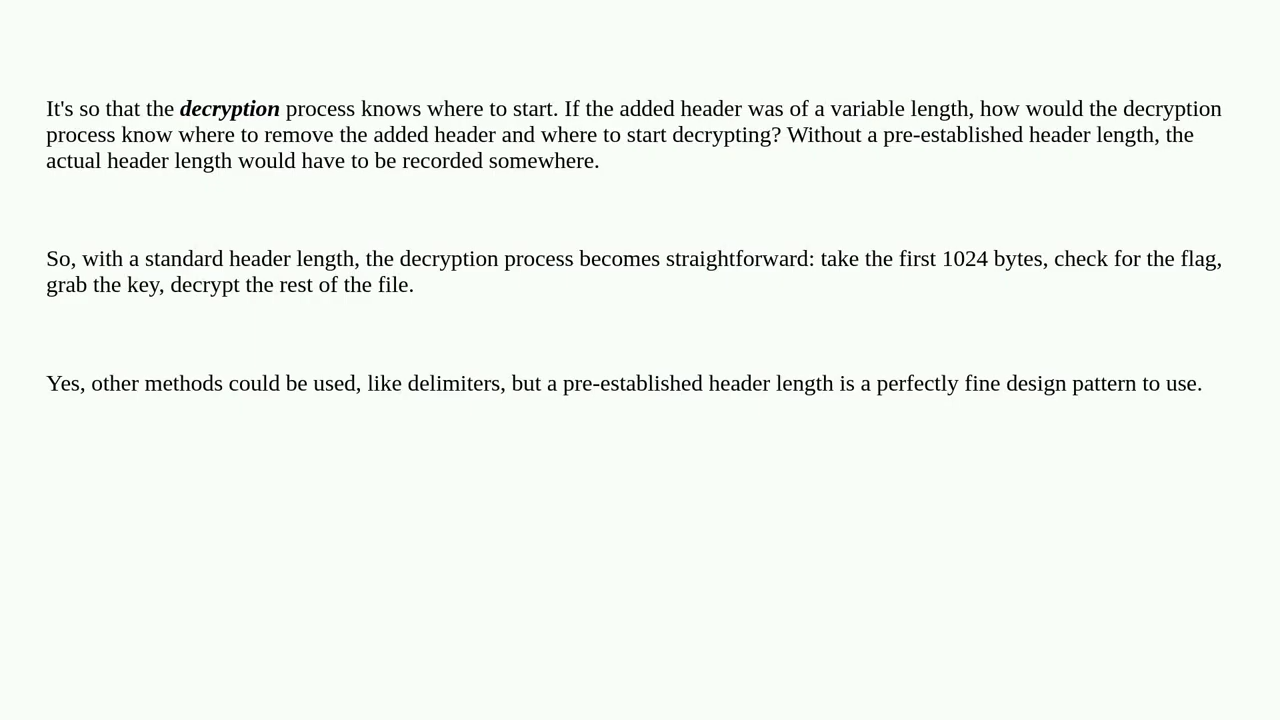 It's so that the decryption process knows where to start. If the added header was of a variable length, how would the decryption
process know where to remove the added header and where to start decrypting? Without a pre-established header length, the
actual header length would have to be recorded somewhere.
So, with a standard header length, the decryption process becomes straightforward: take the first 1024 bytes, check for the flag,
grab the key, decrypt the rest of the file.
Yes, other methods could be used, like delimiters, but a pre-established header length is a perfectly fine design pattern to use.